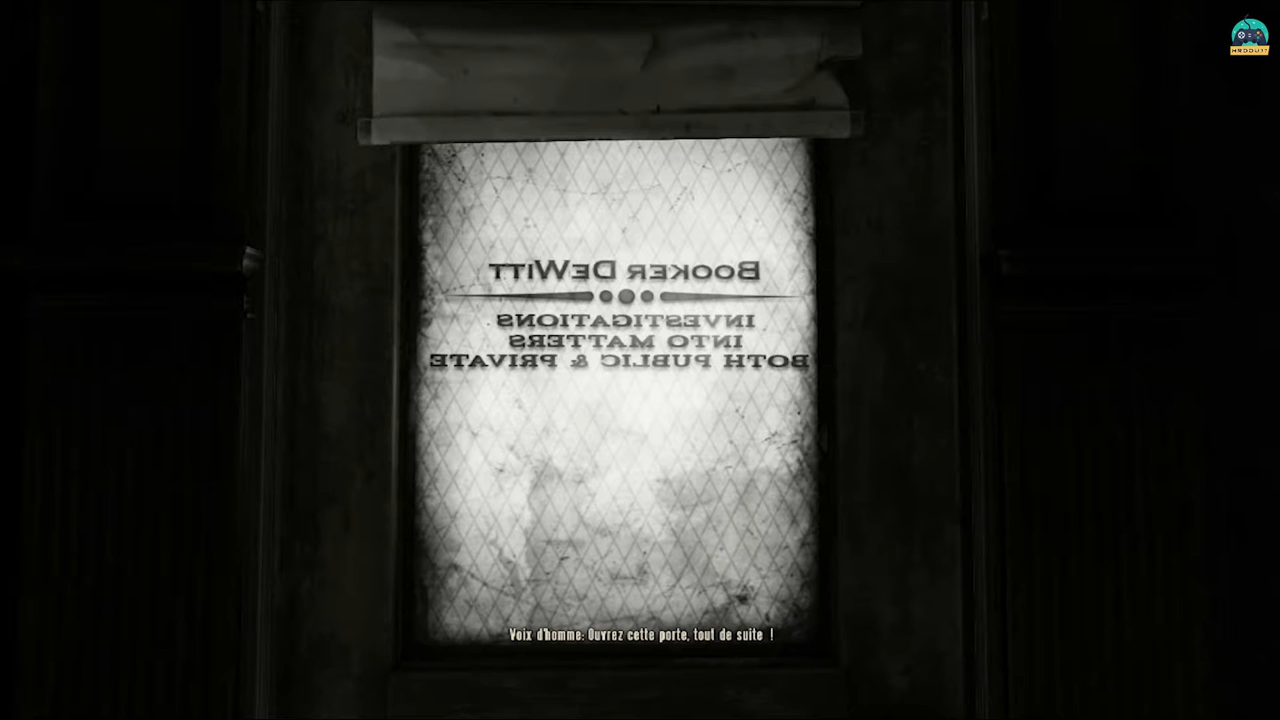 BOOKER DEWITT
INVESTIGATIONS
INTO MATTERS
BOTH PUBLIC & PRIVATE
Voix d'homme: Ouvrez cette porte, tout de suite !